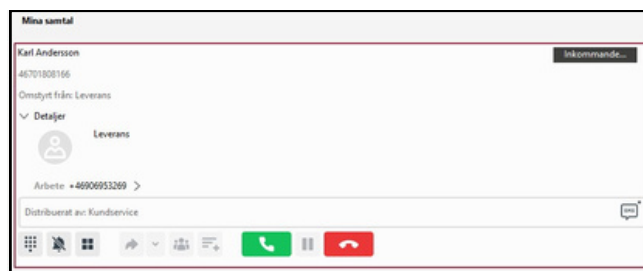 Mina samtal
Karl Andersson
Inkommande...
46701808166
Omstyrt från: Leverans
Detaljer
Leverans
Arbete +46906953269
Distribuerat av: Kundservice